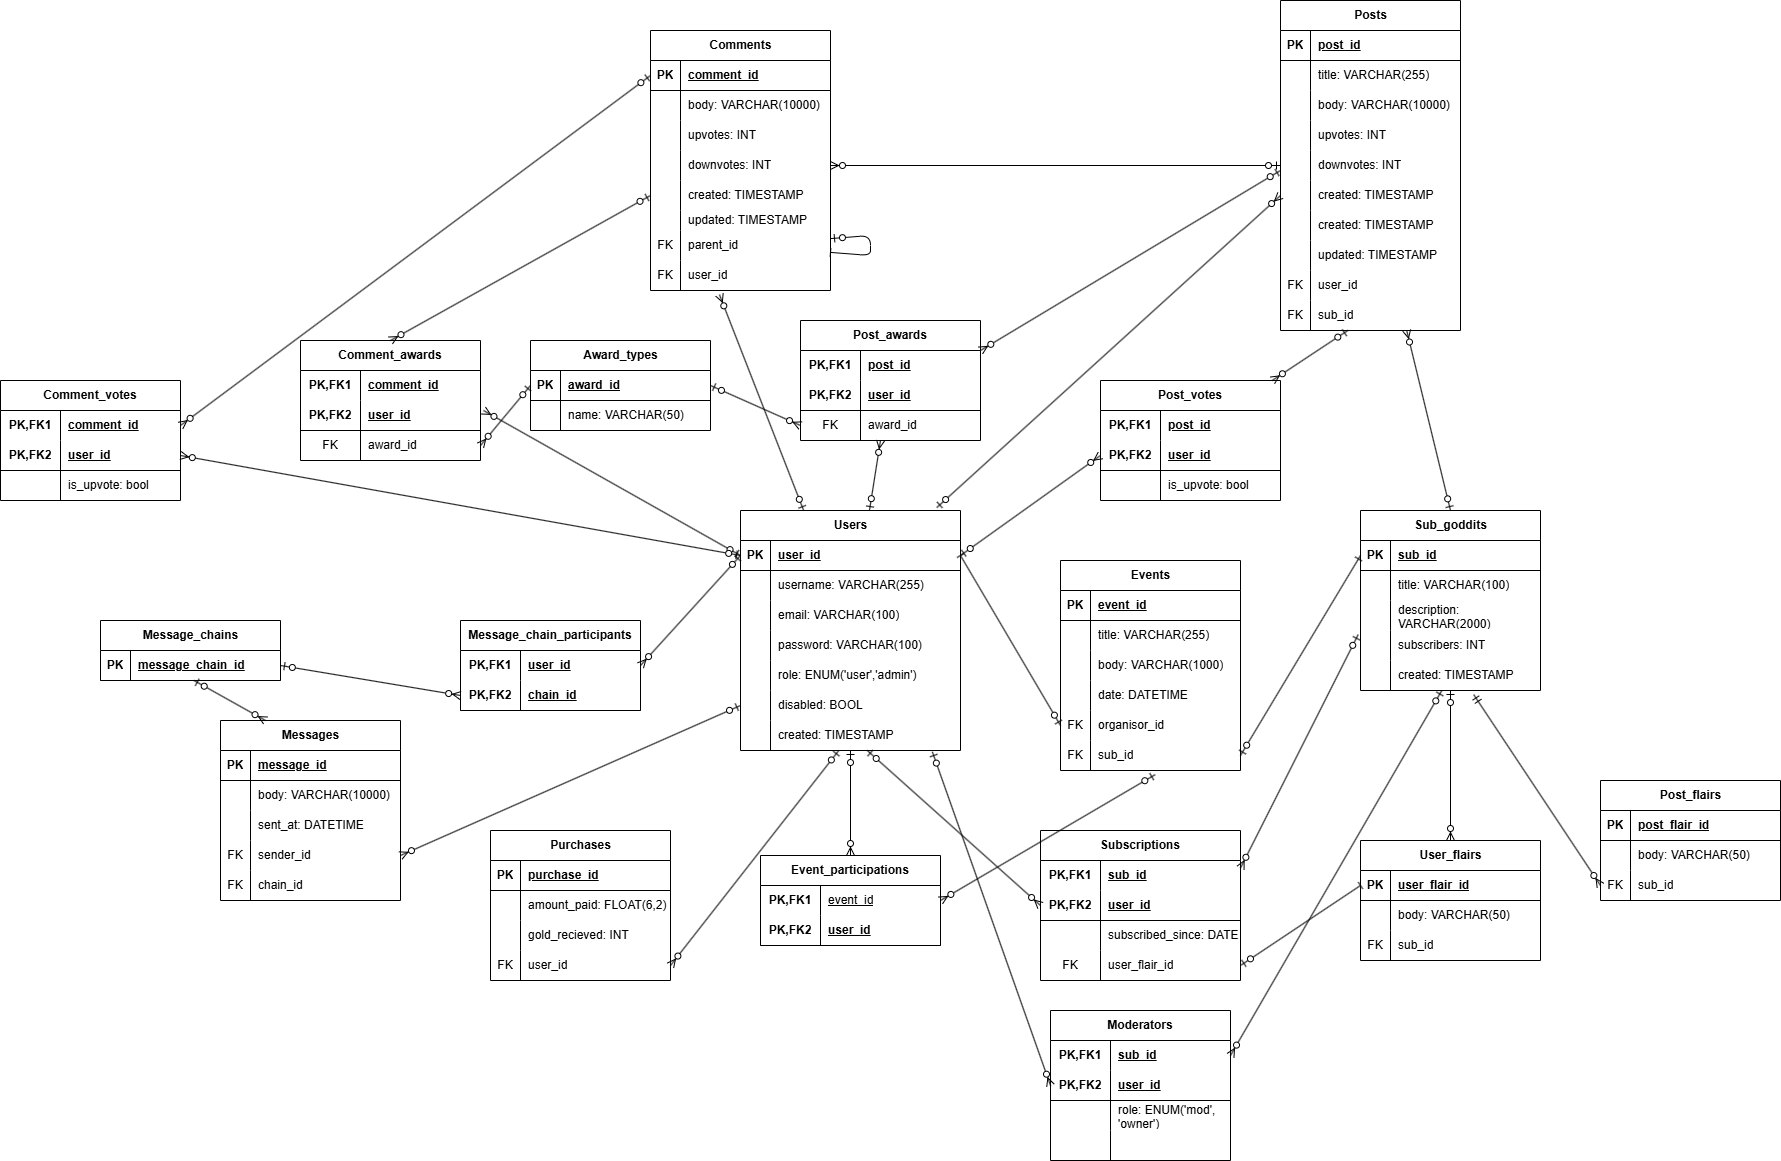 Posts
PK post_id
title: VARCHAR(255)
body: VARCHAR(10000)
upvotes: INT
downvotes: INT
created: TIMESTAMP
created: TIMESTAMP
updated: TIMESTAMP
FK user_id
FK sub_id
Comments
PK comment_id
body: VARCHAR(10000)
upvotes: INT
downvotes: INT
created: TIMESTAMP
updated: TIMESTAMP
FK parent_id
FK user_id
Comment_votes
PK,FK1 comment_id
PK,FK2 user_id
is_upvote: bool
Comment_awards
PK,FK1 comment_id
PK,FK2 user_id
FK award_id
Award_types
PK award_id
name: VARCHAR(50)
Post_awards
PK,FK1 post_id
PK,FK2 user_id
FK award_id
Post_votes
PK,FK1 post_id
PK,FK2 user_id
is_upvote: bool
Users
PK user_id
username: VARCHAR(255)
email: VARCHAR(100)
password: VARCHAR(100)
role: ENUM('user','admin')
disabled: BOOL
created: TIMESTAMP
Sub_goddits
PK sub_id
title: VARCHAR(100)
description:
VARCHAR(2000)
subscribers: INT
created: TIMESTAMP
Events
PK event_id
title: VARCHAR(255)
body: VARCHAR(1000)
date: DATETIME
FK organisor_id
FK sub_id
Message_chains
PK message_chain_id
Message_chain_participants
PK,FK1 user_id
PK,FK2 chain_id
Messages
PK message_id
body: VARCHAR(10000)
sent_at: DATETIME
FK sender_id
FK chain_id
Purchases
PK purchase_id
amount_paid: FLOAT(6,2)
gold_recieved: INT
FK user_id
Event_participations
PK,FK1 event_id
PK,FK2 user_id
Subscriptions
PK,FK1 sub_id
PK,FK2 user_id
subscribed_since: DATE
FK user_flair_id
User_flairs
PK user_flair_id
body: VARCHAR(50)
FK sub_id
Post_flairs
PK post_flair_id
body: VARCHAR(50)
FK sub_id
Moderators
PK,FK1 sub_id
PK,FK2 user_id
role: ENUM('mod',
'owner')